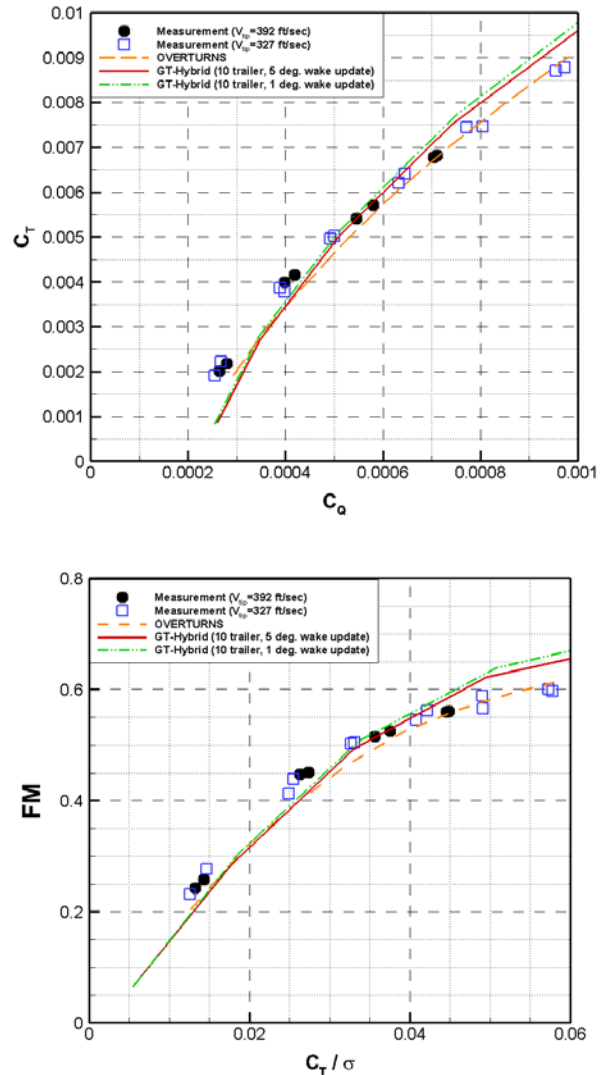 0.01
0.009
0.008
0.007
0.006
0.005
0.004
0.003
0.002
0.001
0
C_T
Measurement (V_tip=392 ft/sec)
Measurement (V_tip=327 ft/sec)
OVERTURNS
GT-Hybrid (10 trailer, 5 deg. wake update)
GT-Hybrid (10 trailer, 1 deg. wake update)
0 0.0002 0.0004 0.0006 0.0008 0.001
C_Q
0.8
0.6
0.4
0.2
0
FM
Measurement (V_tip=392 ft/sec)
Measurement (V_tip=327 ft/sec)
OVERTURNS
GT-Hybrid (10 trailer, 5 deg. wake update)
GT-Hybrid (10 trailer, 1 deg. wake update)
0 0.02 0.04 0.06
C_T / σ